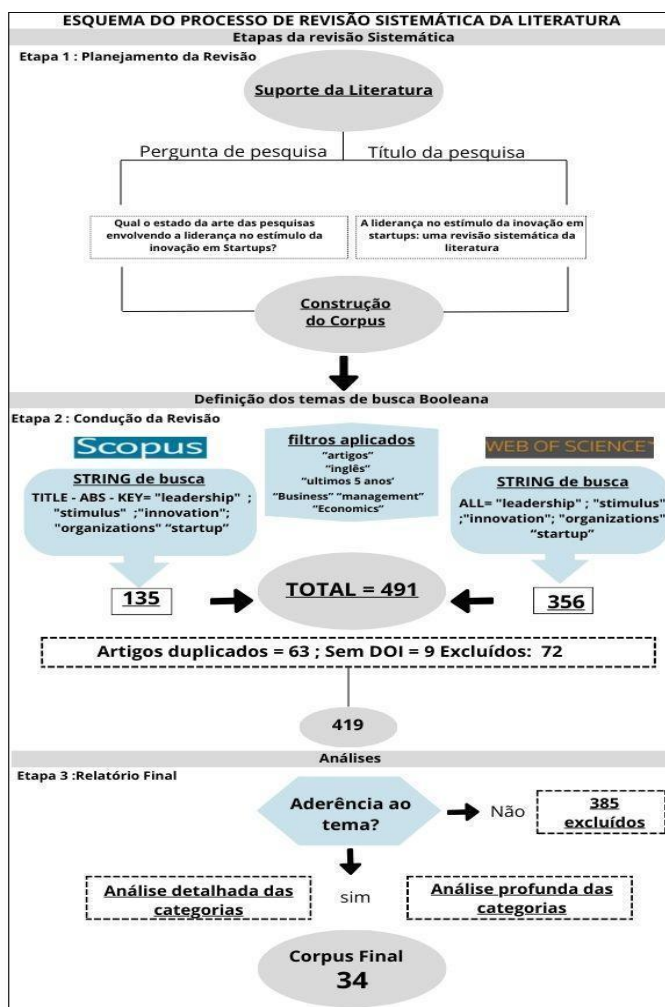 ESQUEMA DO PROCESSO DE REVISÃO SISTEMÁTICA DA LITERATURA
Etapas da revisão Sistemática
Etapa 1 : Planejamento da Revisão
Suporte da Literatura
Pergunta de pesquisa
Título da pesquisa
Qual o estado da arte das pesquisas
envolvendo a liderança no estímulo da
inovação em Startups?
A liderança no estímulo da inovação em
startups: uma revisão sistemática da
literatura
Construção
do Corpus
Definição dos temas de busca Booleana
Etapa 2 : Condução da Revisão
Scopus
STRING de busca
TITLE - ABS - KEY= "leadership" ;
"stimulus" ;"innovation";
"organizations" "startup"
filtros aplicados
"artigos"
"inglês"
"ultimos 5 anos'
"Business" "management"
"Economics"
WEB OF SCIENCE™
STRING de busca
ALL= "leadership" ; "stimulus"
;"innovation"; "organizations"
"startup"
135
TOTAL = 491
356
Artigos duplicados = 63 ; Sem DOI = 9 Excluídos: 72
419
Análises
Etapa 3 :Relatório Final
Aderência ao
tema?
Não
385
excluídos
Análise detalhada das
categorias
sim
Análise profunda das
categorias
Corpus Final
34